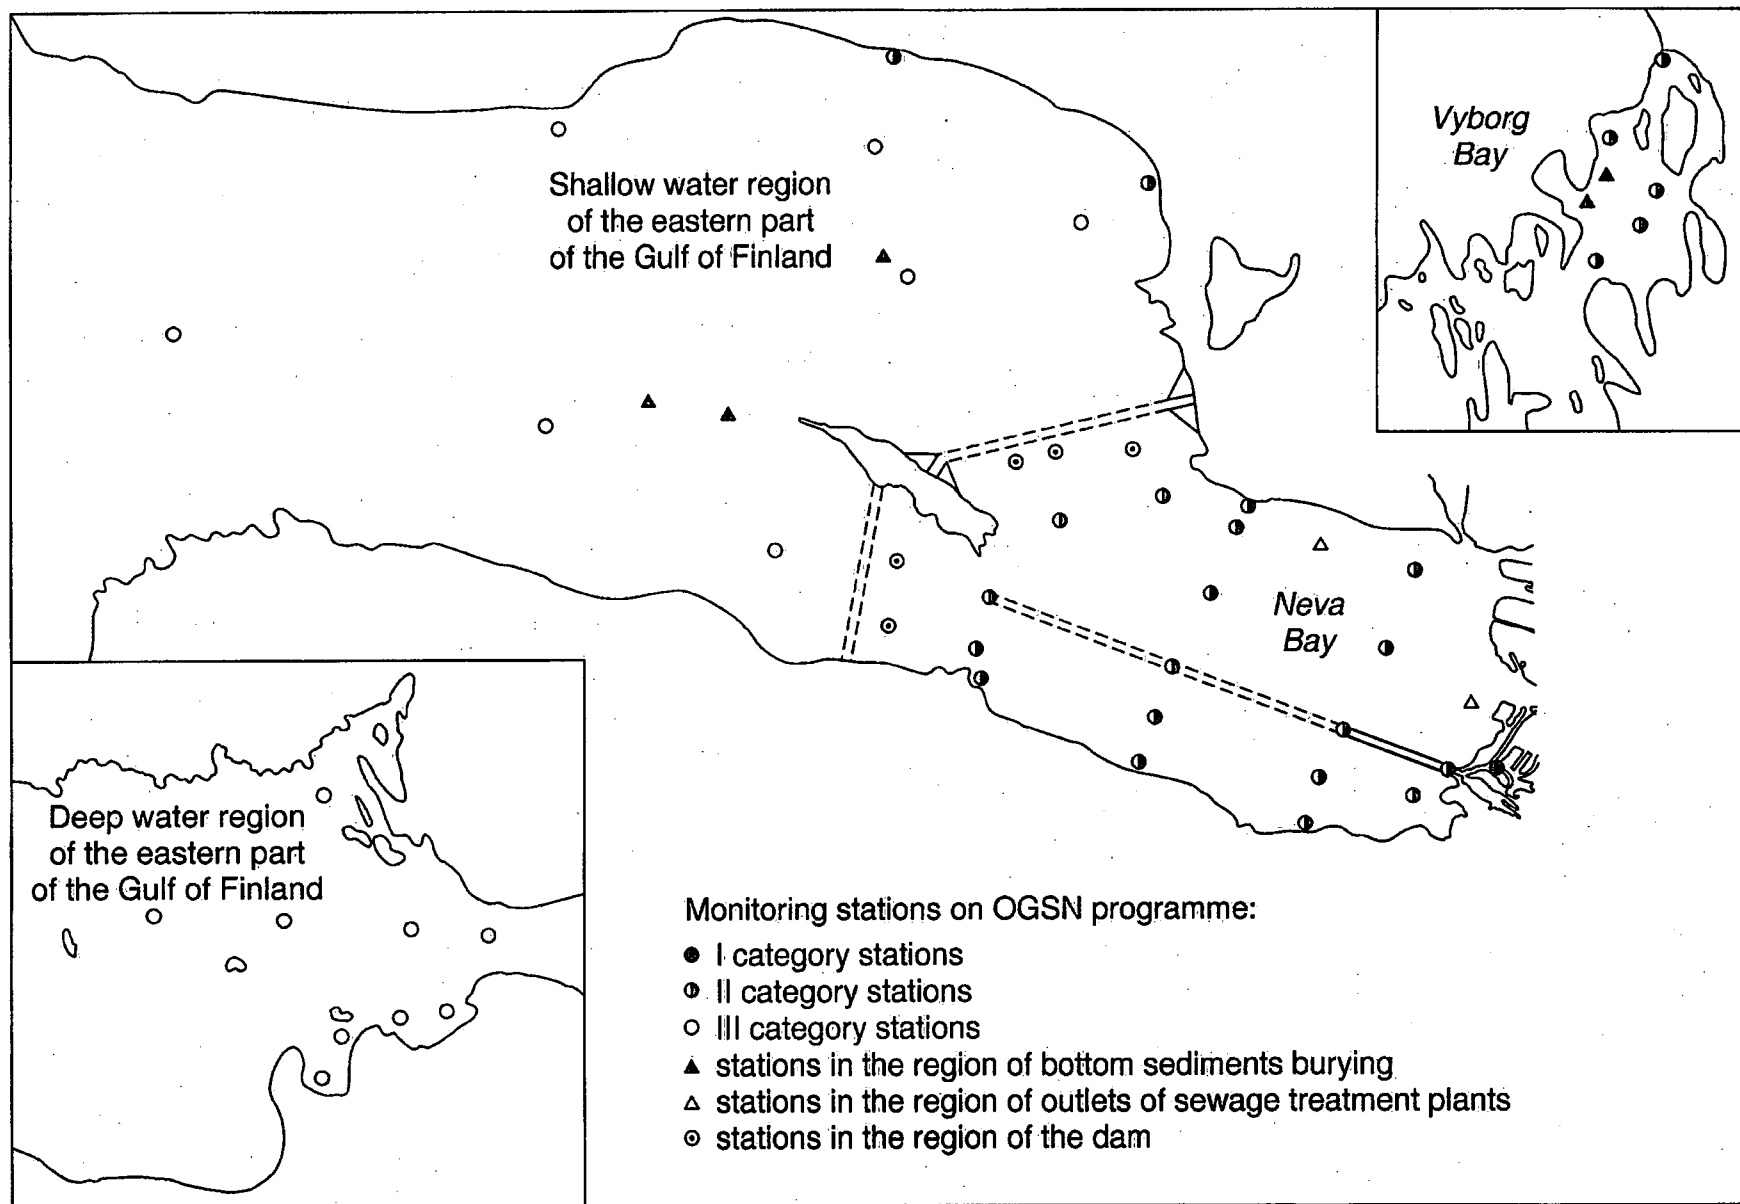 Vyborg
Bay
Shallow water region
of the eastern part
of the Gulf of Finland
Neva
Bay
Deep water region
of the eastern part
of the Gulf of Finland
Monitoring stations on OGSN programme:
I category stations
II category stations
III category stations
stations in the region of bottom sediments burying
stations in the region of outlets of sewage treatment plants
stations in the region of the dam